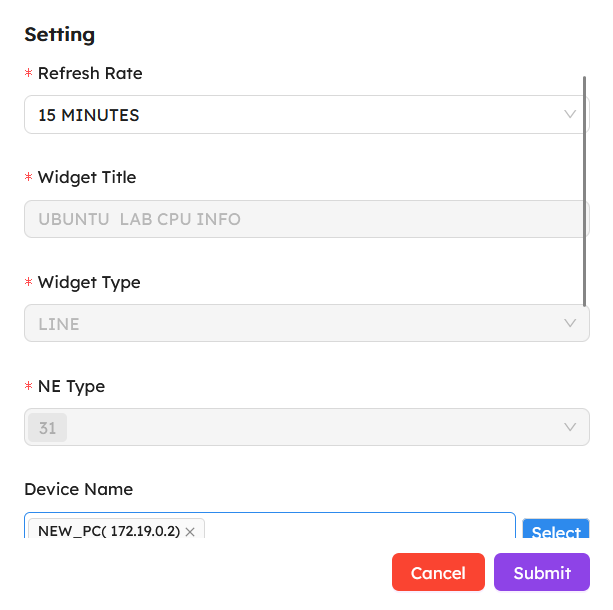 Setting
* Refresh Rate
15 MINUTES
* Widget Title
UBUNTU  LAB CPU INFO
* Widget Type
LINE
* NE Type
31
Device Name
NEW_PC( 172.19.0.2) ×
Select
Cancel
Submit